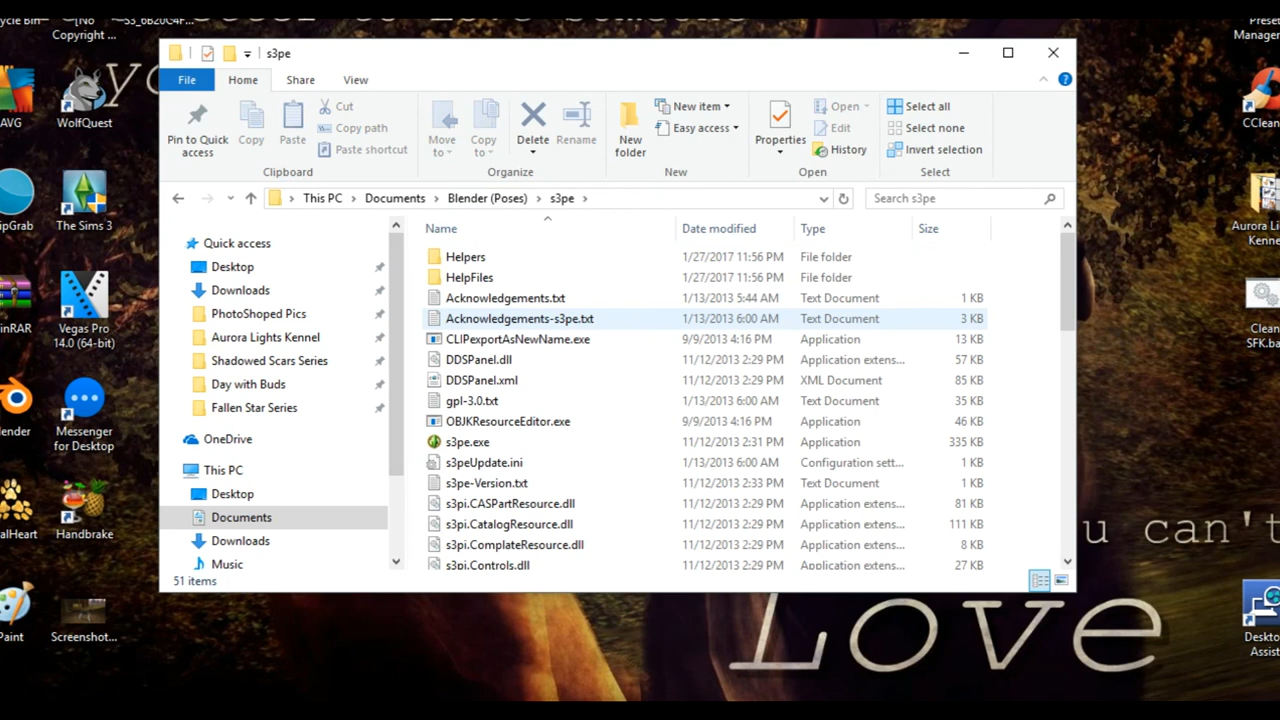 cycle Bin
Copyright ...
Preset
Manager...
s3pe
File
Home
Share
View
AVG
WolfQuest
Pin to Quick
access
Copy
Paste
Cut
Copy path
Paste shortcut
Clipboard
Move
to
Copy
to
Delete
Rename
Organize
New
folder
New item
Easy access
New
Properties
Open
Edit
History
Open
Select all
Select none
Invert selection
Select
CClean
This PC
Documents
Blender (Poses)
s3pe
Search s3pe
ipGrab
The Sims 3
Aurora Li
Kenne
Quick access
Desktop
Downloads
PhotoShoped Pics
Aurora Lights Kennel
Shadowed Scars Series
Day with Buds
Fallen Star Series
OneDrive
This PC
Desktop
Documents
Downloads
Music
Name Date modified Type Size
Helpers 1/27/2017 11:56 PM File folder
HelpFiles 1/27/2017 11:56 PM File folder
Acknowledgements.txt 1/13/2013 5:44 AM Text Document 1 KB
Acknowledgements-s3pe.txt 1/13/2013 6:00 AM Text Document 3 KB
CLIPexportAsNewName.exe 9/9/2013 4:16 PM Application 13 KB
DDSPanel.dll 11/12/2013 2:29 PM Application extens... 57 KB
DDSPanel.xml 11/12/2013 2:29 PM XML Document 85 KB
gpl-3.0.txt 1/13/2013 6:00 AM Text Document 35 KB
OBJKResourceEditor.exe 9/9/2013 4:16 PM Application 46 KB
s3pe.exe 11/12/2013 2:31 PM Application 335 KB
s3peUpdate.ini 1/13/2013 6:00 AM Configuration sett... 1 KB
s3pe-Version.txt 11/12/2013 2:33 PM Text Document 1 KB
s3pi.CASPartResource.dll 11/12/2013 2:29 PM Application extens... 81 KB
s3pi.CatalogResource.dll 11/12/2013 2:29 PM Application extens... 111 KB
s3pi.ComplateResource.dll 11/12/2013 2:29 PM Application extens... 8 KB
s3pi.Controls.dll 11/12/2013 2:29 PM Application extens... 27 KB
51 items
inRAR
Vegas Pro
14.0 (64-bit)
Clean
SFK.ba
lender
Messenger
for Desktop
alHeart
Handbrake
u can't
Love
Paint
Screenshot...
Deskto
Assist